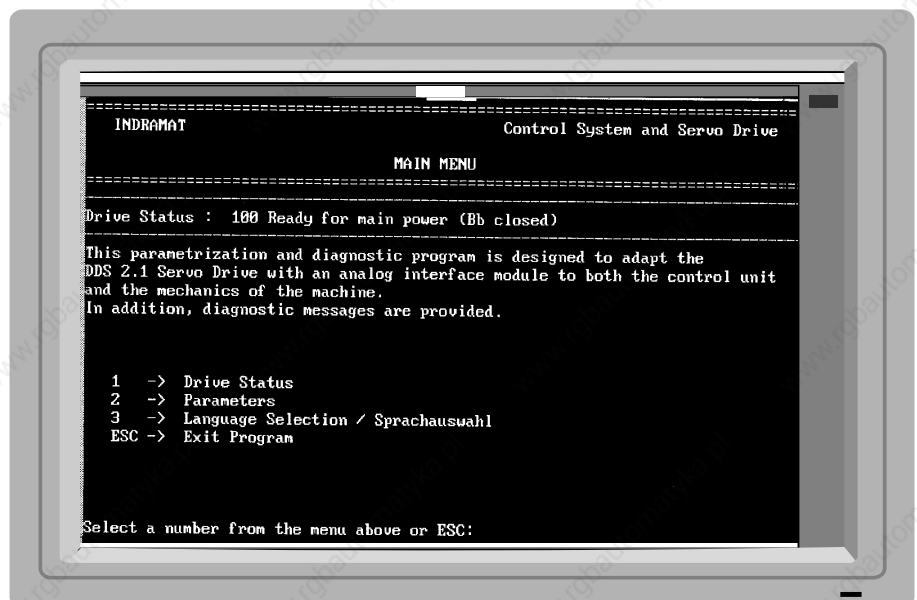 INDRAMAT Control System and Servo Drive
MAIN MENU
Drive Status : 100 Ready for main power (Bb closed)
This parametrization and diagnostic program is designed to adapt the
DDS 2.1 Servo Drive with an analog interface module to both the control unit
and the mechanics of the machine.
In addition, diagnostic messages are provided.
1 -> Drive Status
2 -> Parameters
3 -> Language Selection / Sprachauswahl
ESC -> Exit Program
Select a number from the menu above or ESC: